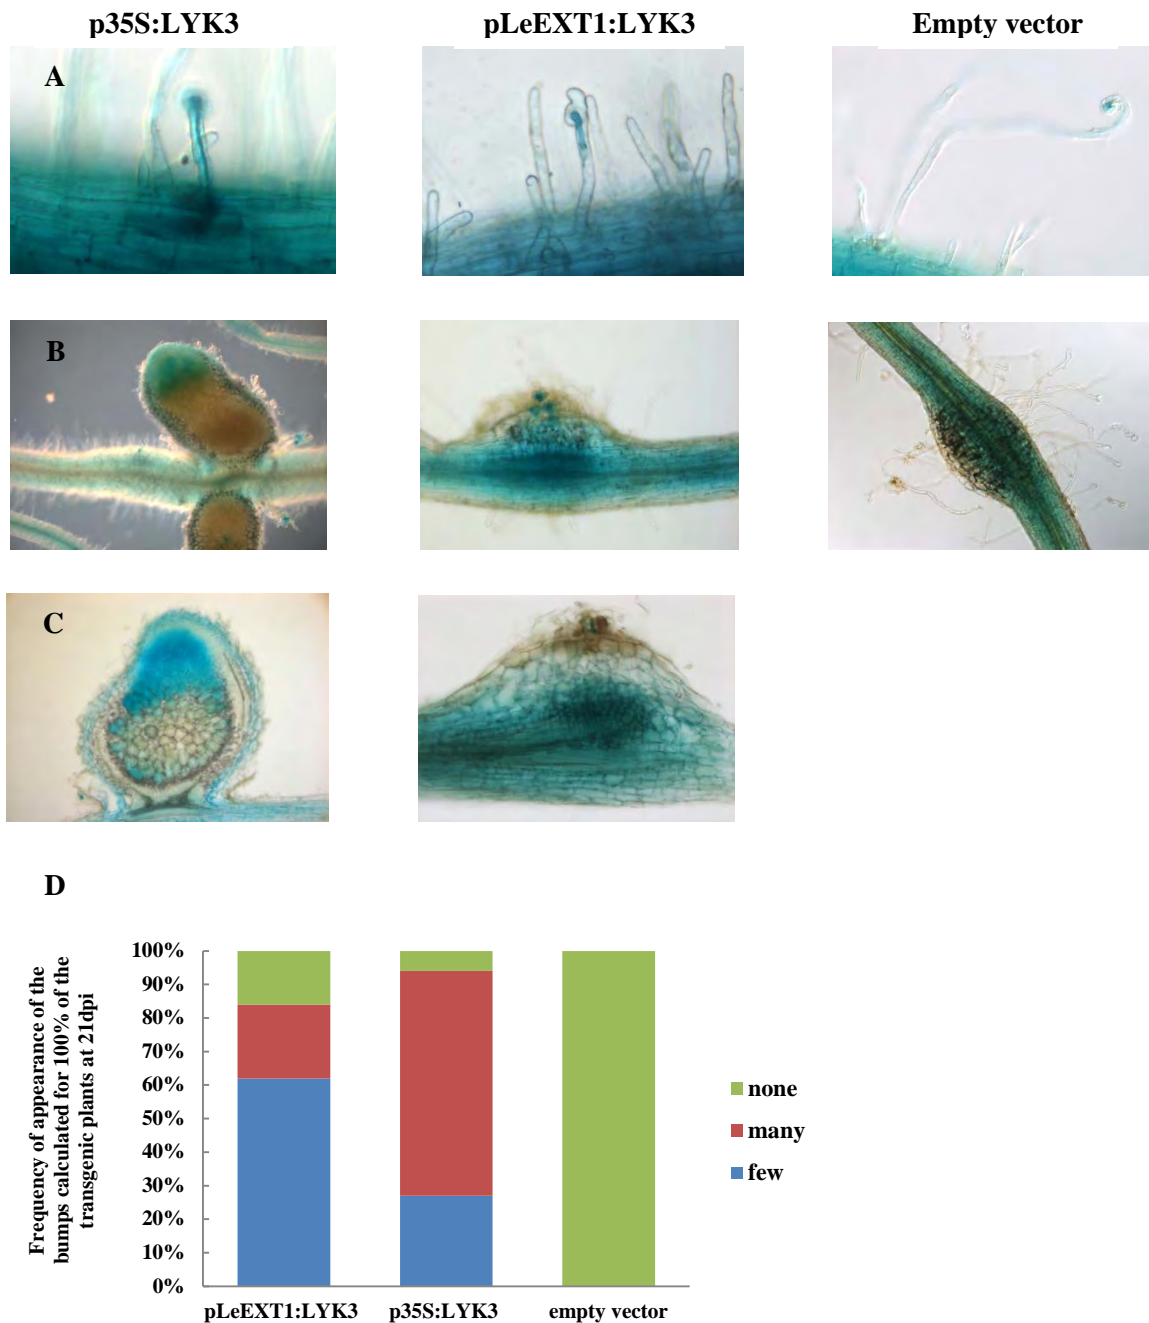 p35S:LYK3
pLeEXT1:LYK3
Empty vector
A
B
C
D
Frequency of appearance of the
bumps calculated for 100% of the
transgenic plants at 21dpi
100%
90%
80%
70%
60%
50%
40%
30%
20%
10%
0%
pLeEXT1:LYK3
p35S:LYK3
empty vector
none
many
few